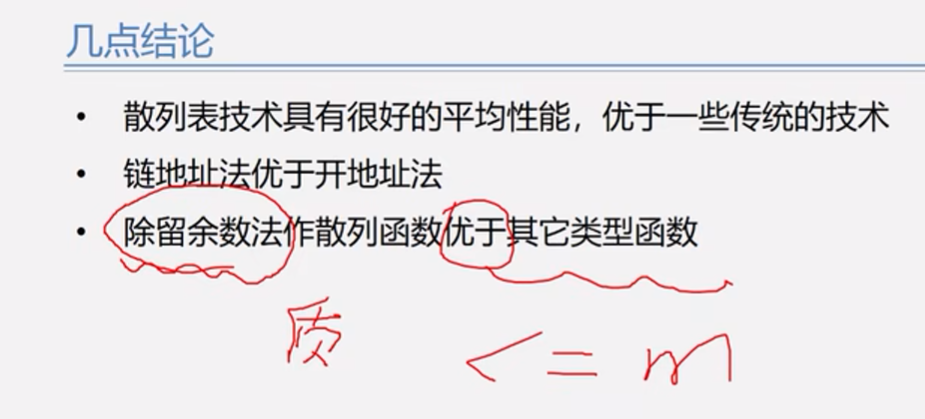 几点结论
• 散列表技术具有很好的平均性能，优于一些传统的技术
• 链地址法优于开地址法
• 除留余数法作散列函数优于其它类型函数
质 <= m